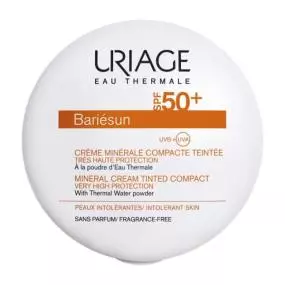 URIAGE
EAU THERMALE
SPF 50+
Bariésun
UVB + UVA
CRÈME MINÉRALE COMPACTE TEINTÉE
TRÈS HAUTE PROTECTION
À la poudre d'Eau Thermale
MINERAL CREAM TINTED COMPACT
VERY HIGH PROTECTION
With Thermal Water powder
PEAUX INTOLÉRANTES/ INTOLERANT SKIN
SANS PARFUM/ FRAGRANCE-FREE